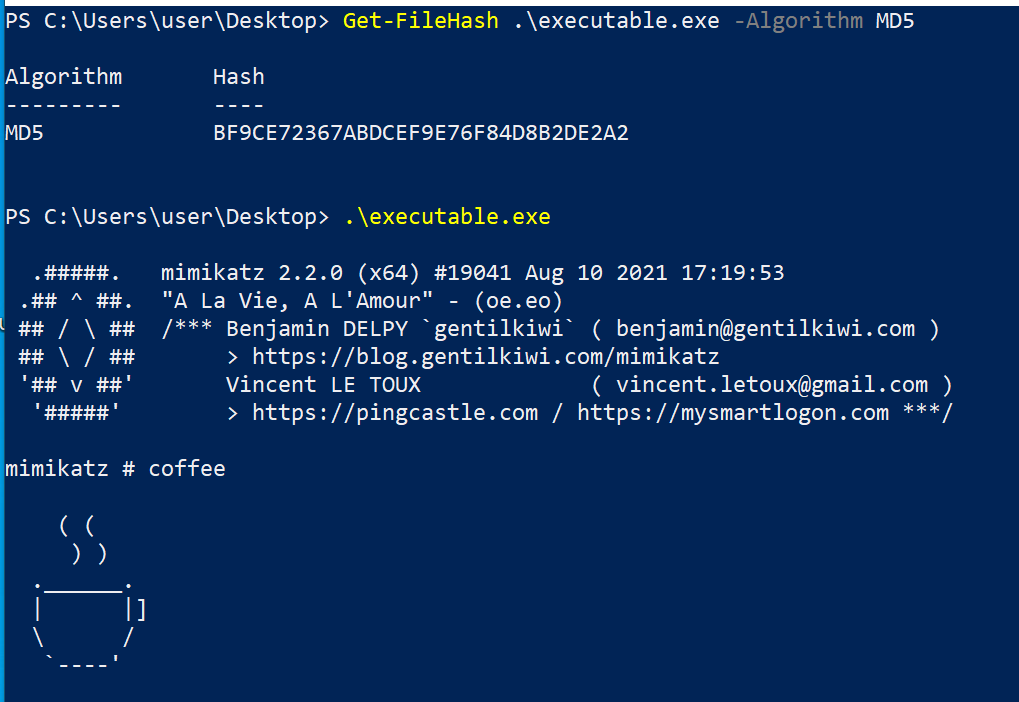 PS C:\Users\user\Desktop> Get-FileHash .\executable.exe -Algorithm MD5
Algorithm       Hash
---------       ----
MD5             BF9CE72367ABDCEF9E76F84D8B2DE2A2
PS C:\Users\user\Desktop> .\executable.exe
  .#####.   mimikatz 2.2.0 (x64) #19041 Aug 10 2021 17:19:53
 .## ^ ##.  "A La Vie, A L'Amour" - (oe.eo)
 ## / \ ##  /*** Benjamin DELPY `gentilkiwi` ( benjamin@gentilkiwi.com )
 ## \ / ##       > https://blog.gentilkiwi.com/mimikatz
 '## v ##'       Vincent LE TOUX             ( vincent.letoux@gmail.com )
  '#####'        > https://pingcastle.com / https://mysmartlogon.com ***/
mimikatz # coffee
    ( (
     ) )
  .______.
  |      |]
  \      /
   `----'